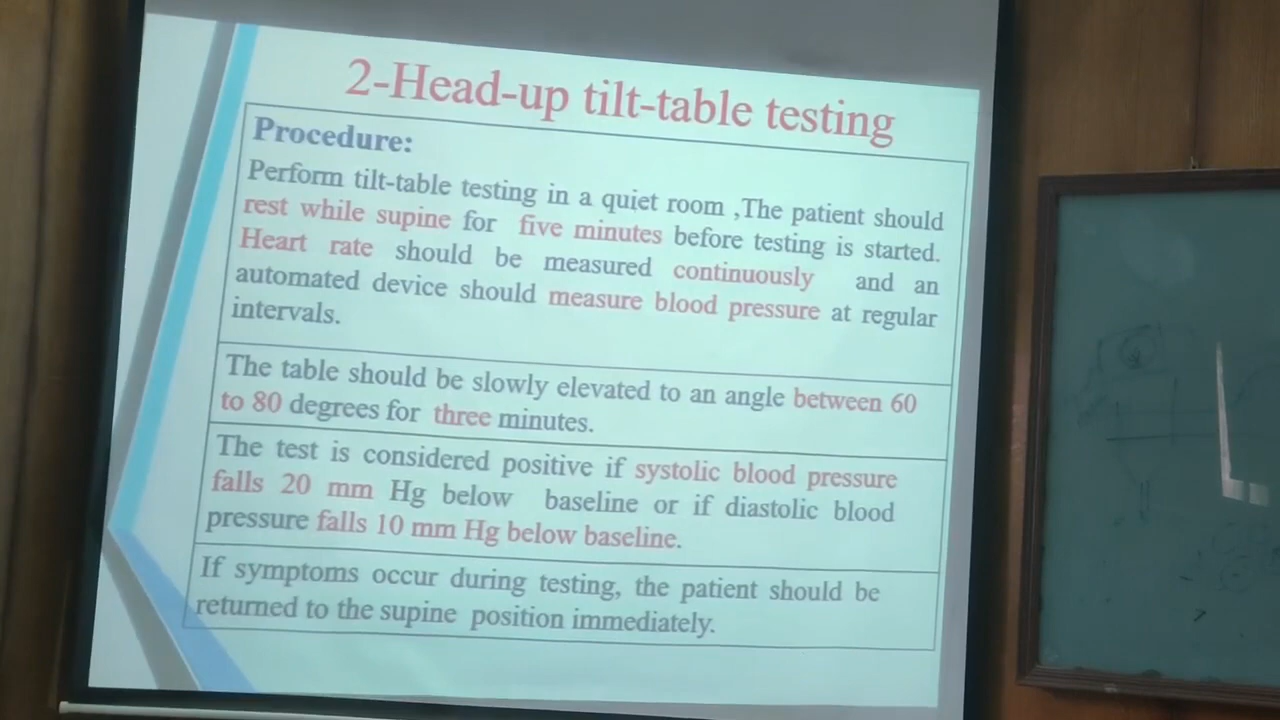 2-Head-up tilt-table testing
Procedure:
Perform tilt-table testing in a quiet room ,The patient should
rest while supine for five minutes before testing is started.
Heart rate should be measured continuously and an
automated device should measure blood pressure at regular
intervals.
The table should be slowly elevated to an angle between 60
to 80 degrees for three minutes.
The test is considered positive if systolic blood pressure
falls 20 mm Hg below baseline or if diastolic blood
pressure falls 10 mm Hg below baseline.
If symptoms occur during testing, the patient should be
returned to the supine position immediately.